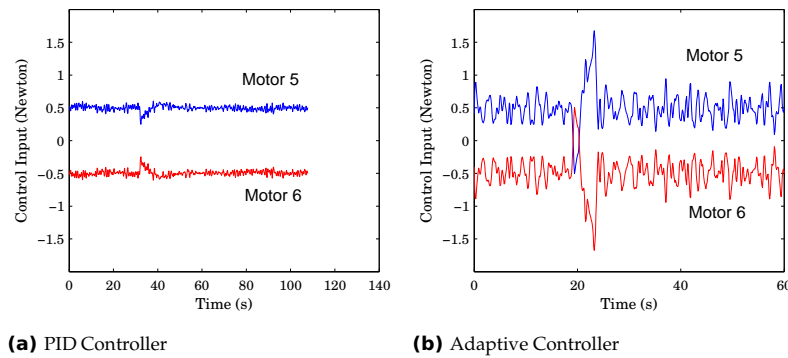 1.5
1
0.5
0
−0.5
−1
−1.5
Control Input (Newton)
Motor 5
Motor 6
0 20 40 60 80 100 120 140
Time (s)
(a) PID Controller
1.5
1
0.5
0
−0.5
−1
−1.5
Control Input (Newton)
Motor 5
Motor 6
0 20 40 60
Time (s)
(b) Adaptive Controller